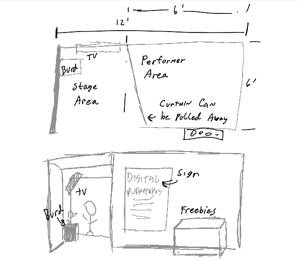 6'
12'
TV
Performer
Area
Burt
Stage
Area
6'
Curtain Can
be Pulled Away
Door
Sign
DIGITAL
TV
Burt
Freebies